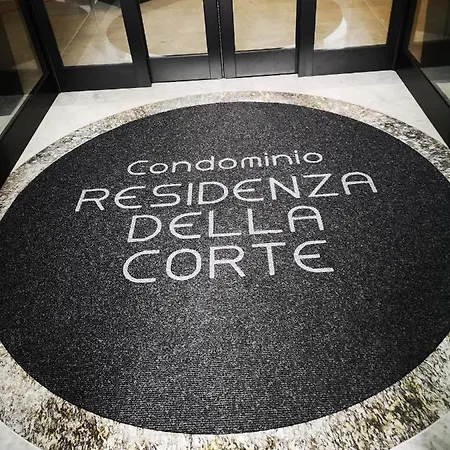 Condominio
RESIDENZA
DELLA
CORTE